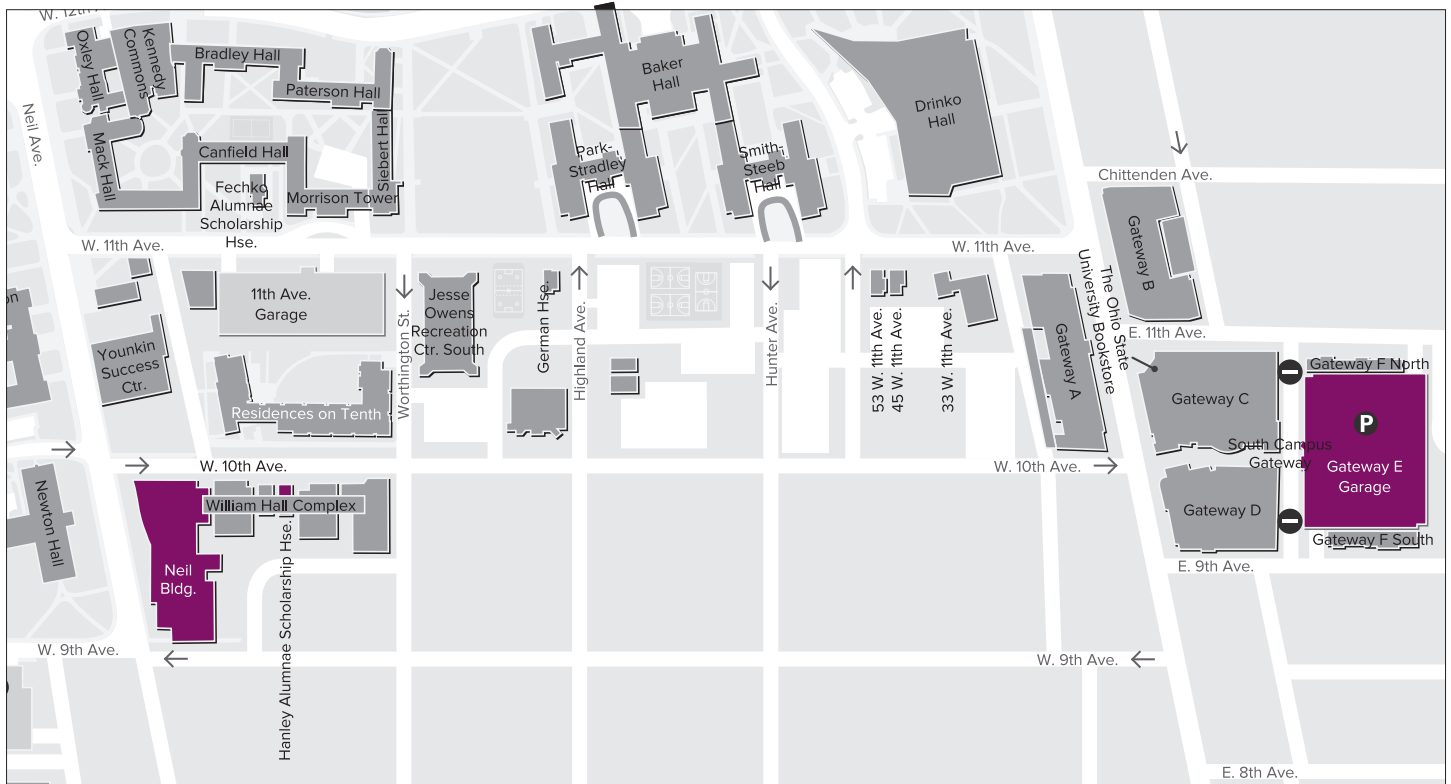 W. 12th A
Oxley Hall
Kennedy
Commons
Bradley Hall
Paterson Hall
Baker
Hall
Drinko
Hall
Neil Ave.
Mack Hall
Canfield Hall
Siebert Hall
Park-
Stradley
Hall
Smith-
Steeb
Hall
Chittenden Ave.
Fechko
Alumnae
Scholarship
Hse.
Morrison Tower
W. 11th Ave.
W. 11th Ave.
Gateway B
The Ohio State
University Bookstore
on
11th Ave.
Garage
Worthington St.
Jesse
Owens
Recreation
Ctr. South
German Hse.
Highland Ave.
Hunter Ave.
53 W. 11th Ave.
45 W. 11th Ave.
33 W. 11th Ave.
Gateway A
E. 11th Ave.
Younkin
Success
Ctr.
Gateway F North
Residences on Tenth
Gateway C
P
South Campus
Gateway
Gateway E
Garage
W. 10th Ave.
W. 10th Ave.
Newton Hall
William Hall Complex
Hanley Alumnae Scholarship Hse.
Gateway D
Gateway F South
Neil
Bldg.
E. 9th Ave.
W. 9th Ave.
W. 9th Ave.
E. 8th Ave.